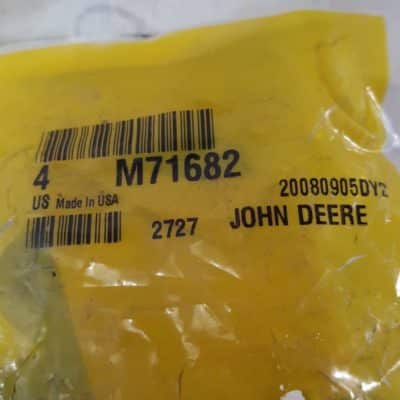 4 M71682
US Made In USA 20080905DY2
2727 JOHN DEERE